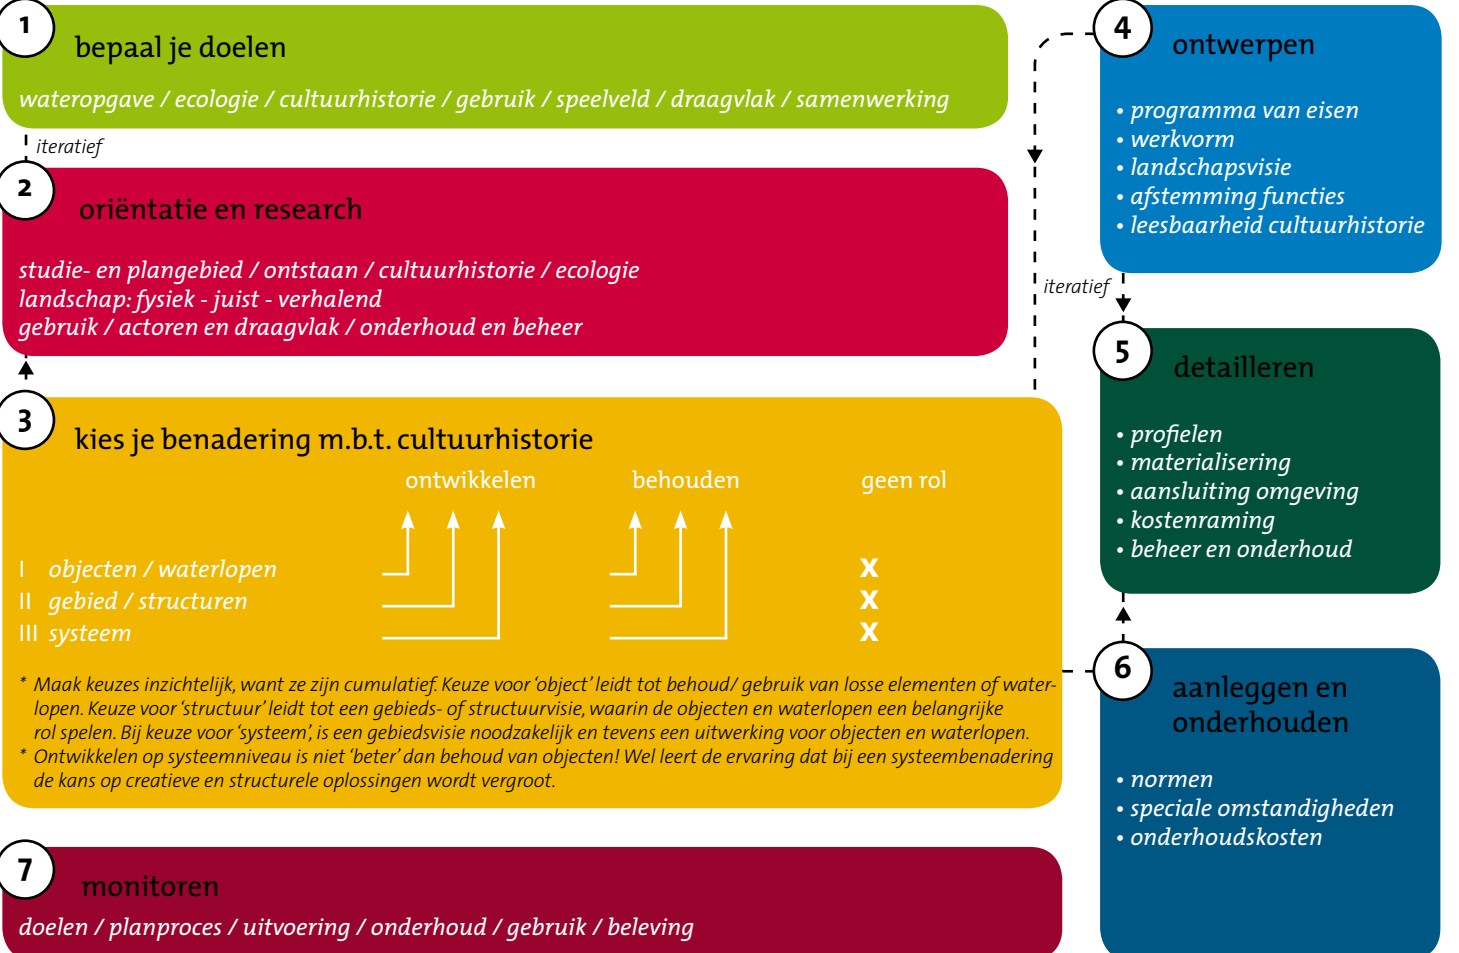 1
bepaal je doelen
wateropgave / ecologie / cultuurhistorie / gebruik / speelveld / draagvlak / samenwerking
iteratief
2
oriëntatie en research
studie- en plangebied / ontstaan / cultuurhistorie / ecologie
landschap: fysiek - juist - verhalend
gebruik / actoren en draagvlak / onderhoud en beheer
3
kies je benadering m.b.t. cultuurhistorie
ontwikkelen behouden geen rol
I objecten / waterlopen X
II gebied / structuren X
III systeem X
* Maak keuzes inzichtelijk, want ze zijn cumulatief. Keuze voor ‘object’ leidt tot behoud/ gebruik van losse elementen of water-
lopen. Keuze voor ‘structuur’ leidt tot een gebieds- of structuurvisie, waarin de objecten en waterlopen een belangrijke
rol spelen. Bij keuze voor ‘systeem’, is een gebiedsvisie noodzakelijk en tevens een uitwerking voor objecten en waterlopen.
* Ontwikkelen op systeemniveau is niet ‘beter’ dan behoud van objecten! Wel leert de ervaring dat bij een systeembenadering
de kans op creatieve en structurele oplossingen wordt vergroot.
4
ontwerpen
• programma van eisen
• werkvorm
• landschapsvisie
• afstemming functies
• leesbaarheid cultuurhistorie
iteratief
5
detailleren
• profielen
• materialisering
• aansluiting omgeving
• kostenraming
• beheer en onderhoud
6
aanleggen en
onderhouden
• normen
• speciale omstandigheden
• onderhoudskosten
7
monitoren
doelen / planproces / uitvoering / onderhoud / gebruik / beleving